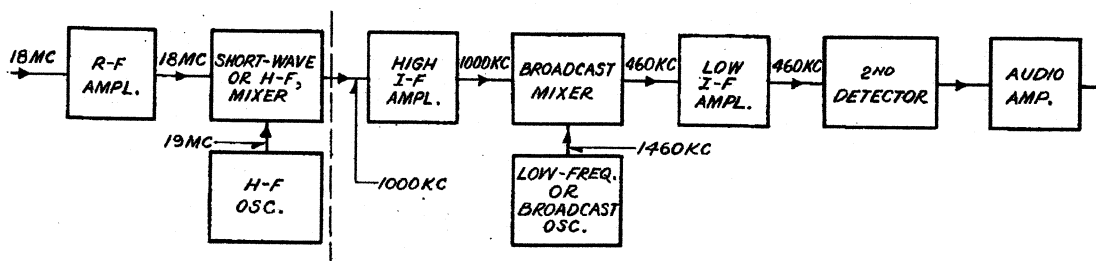 18MC
R-F
AMPL.
18MC
SHORT-WAVE
OR H-F,
MIXER
19MC
H-F
OSC.
1000KC
HIGH
I-F
AMPL.
1000KC
BROADCAST
MIXER
1460KC
LOW-FREQ.
OR
BROADCAST
OSC.
460KC
LOW
I-F
AMPL.
460KC
2ND
DETECTOR
AUDIO
AMP.